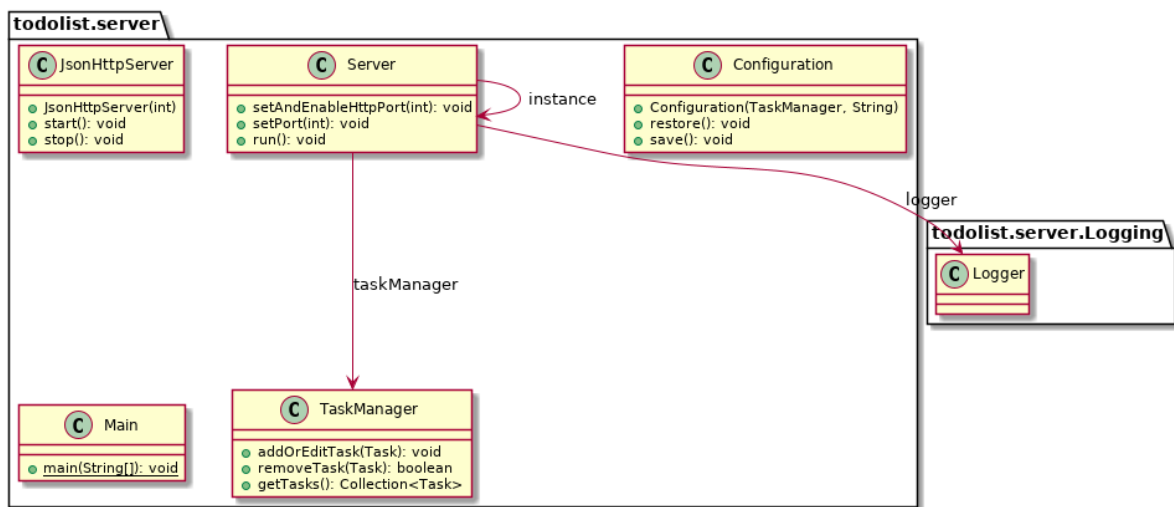 todolist.server
C JsonHttpServer
JsonHttpServer(int)
start(): void
stop(): void
C Server
setAndEnableHttpPort(int): void
setPort(int): void
run(): void
instance
C Configuration
Configuration(TaskManager, String)
restore(): void
save(): void
logger
todolist.server.Logging
C Logger
taskManager
C Main
main(String[]): void
C TaskManager
addOrEditTask(Task): void
removeTask(Task): boolean
getTasks(): Collection<Task>